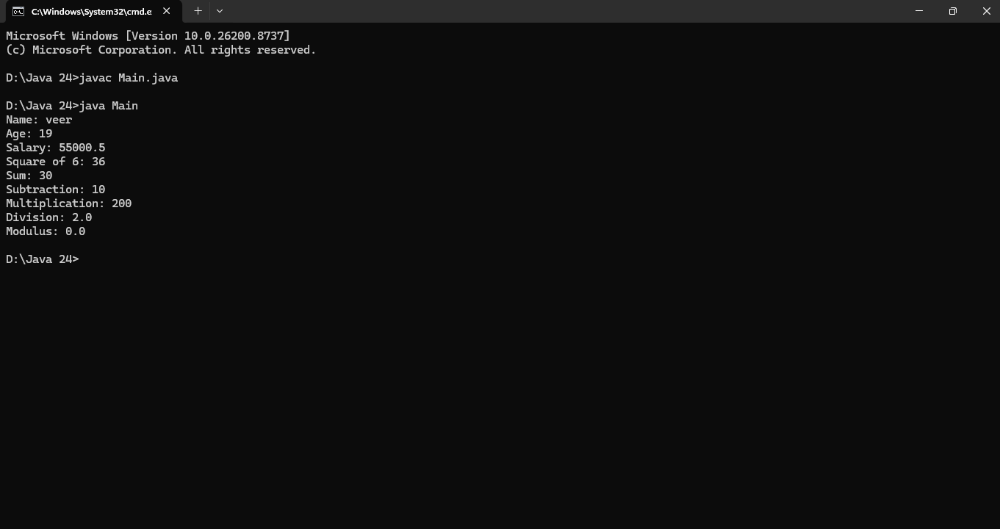 C:\Windows\System32\cmd.e
Microsoft Windows [Version 10.0.26200.8737]
(c) Microsoft Corporation. All rights reserved.
D:\Java 24>javac Main.java
D:\Java 24>java Main
Name: veer
Age: 19
Salary: 55000.5
Square of 6: 36
Sum: 30
Subtraction: 10
Multiplication: 200
Division: 2.0
Modulus: 0.0
D:\Java 24>